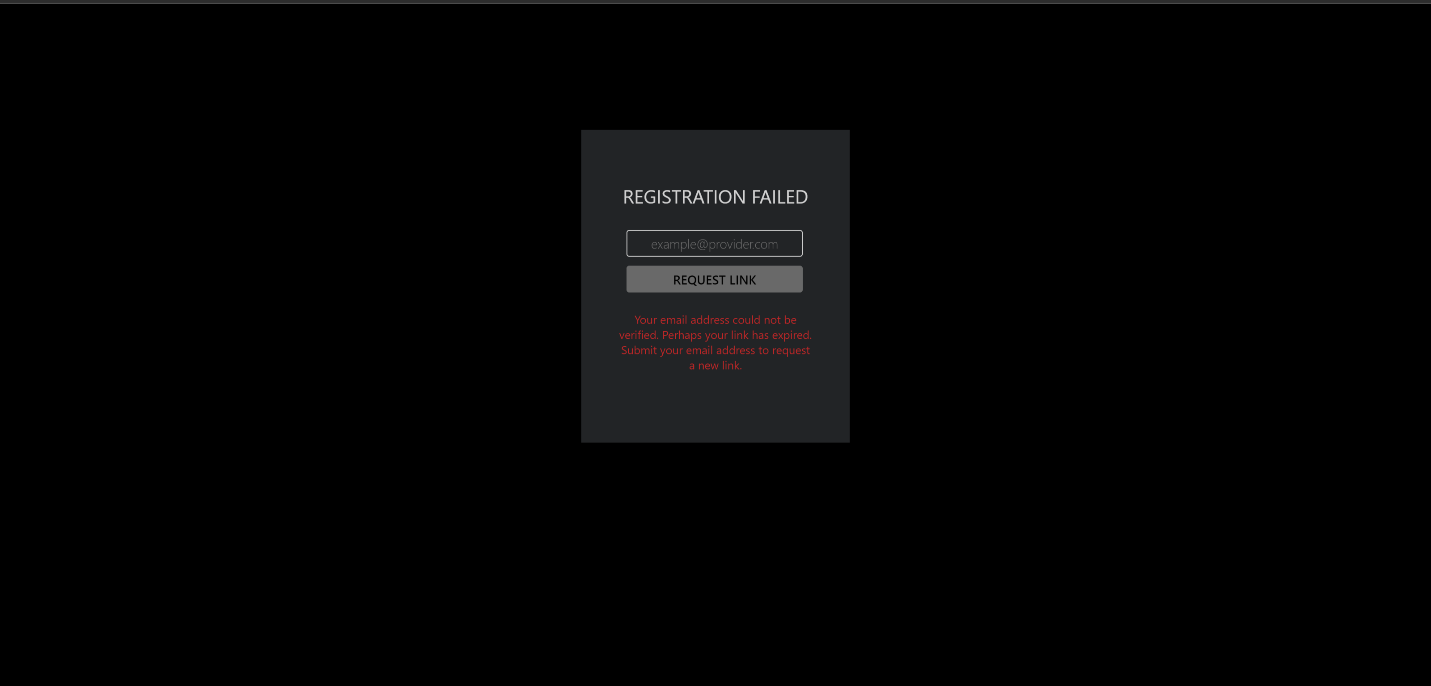 REGISTRATION FAILED
example@provider.com
REQUEST LINK
Your email address could not be
verified. Perhaps your link has expired.
Submit your email address to request
a new link.